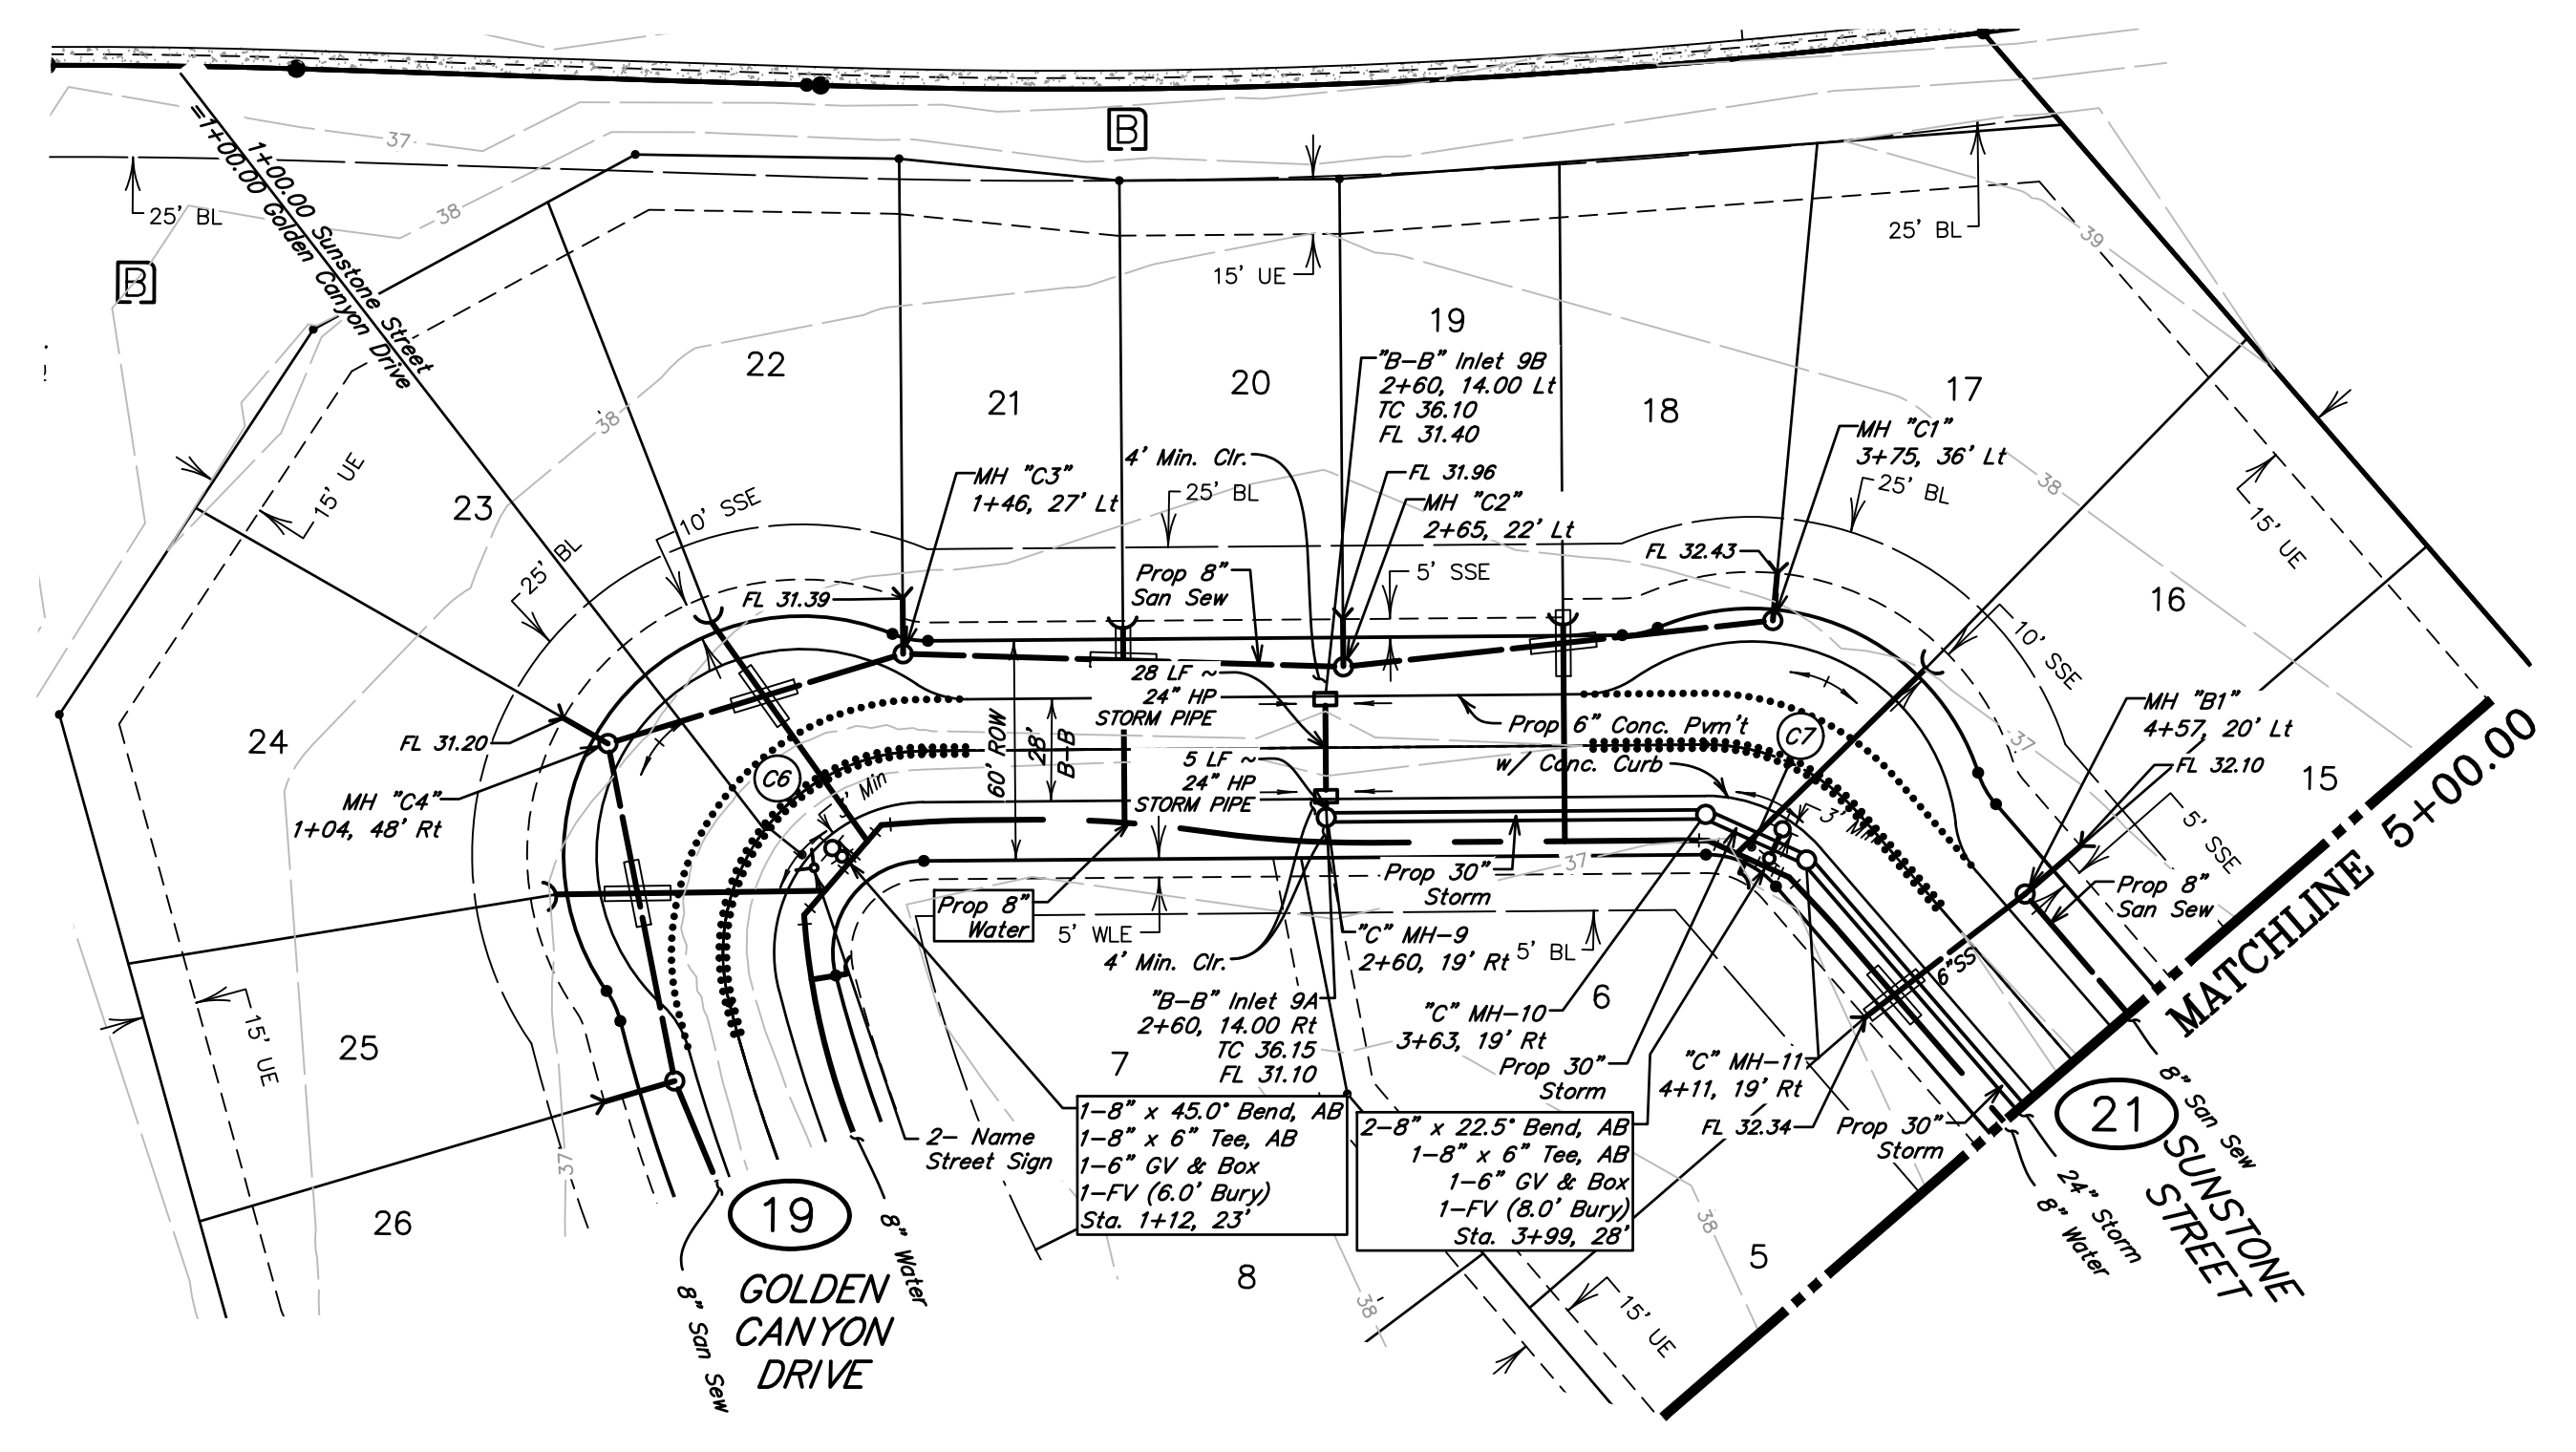 37
B
1+00.00 Sunstone Street
=1+00.00 Golden Canyon Drive
25' BL
38
B
25' BL
39
15' UE
19
22
"B-B" Inlet 9B
2+60, 14.00 Lt
TC 36.10
FL 31.40
20
21
18
17
38
MH "C1"
3+75, 36' Lt
4' Min. Clr.
FL 31.96
MH "C3"
1+46, 27' Lt
25' BL
MH "C2"
2+65, 22' Lt
25' BL
38
15' UE
23
10' SSE
15' UE
25' BL
FL 32.43
Prop 8"
San Sew
5' SSE
FL 31.39
16
10' SSE
28 LF ~
24" HP
STORM PIPE
MH "B1"
4+57, 20' Lt
FL 32.10
24
FL 31.20
60' ROW
28'
B-B
Prop 6" Conc. Pvm't
w/ Conc. Curb
C7
37
15
C6
5 LF ~
24" HP
STORM PIPE
MH "C4"
1+04, 48' Rt
3' Min
5' SSE
MATCHLINE 5+00.00
37
Prop 30"
Storm
Prop 8"
San Sew
Prop 8"
Water
5' WLE
"C" MH-9
2+60, 19' Rt
5' BL
4' Min. Clr.
6"SS
6
"B-B" Inlet 9A
2+60, 14.00 Rt
TC 36.15
FL 31.10
"C" MH-10
3+63, 19' Rt
25
15' UE
7
Prop 30"
Storm
"C" MH-11
4+11, 19' Rt
FL 32.34
Prop 30"
Storm
21
8" San Sew
SUNSTONE
STREET
24" Storm
8" Water
1-8" x 45.0° Bend, AB
1-8" x 6" Tee, AB
1-6" GV & Box
1-FV (6.0' Bury)
Sta. 1+12, 23'
2-8" x 22.5° Bend, AB
1-8" x 6" Tee, AB
1-6" GV & Box
1-FV (8.0' Bury)
Sta. 3+99, 28'
2- Name
Street Sign
37
26
19
8" Water
38
5
8
GOLDEN
CANYON
DRIVE
8" San Sew
38
15' UE